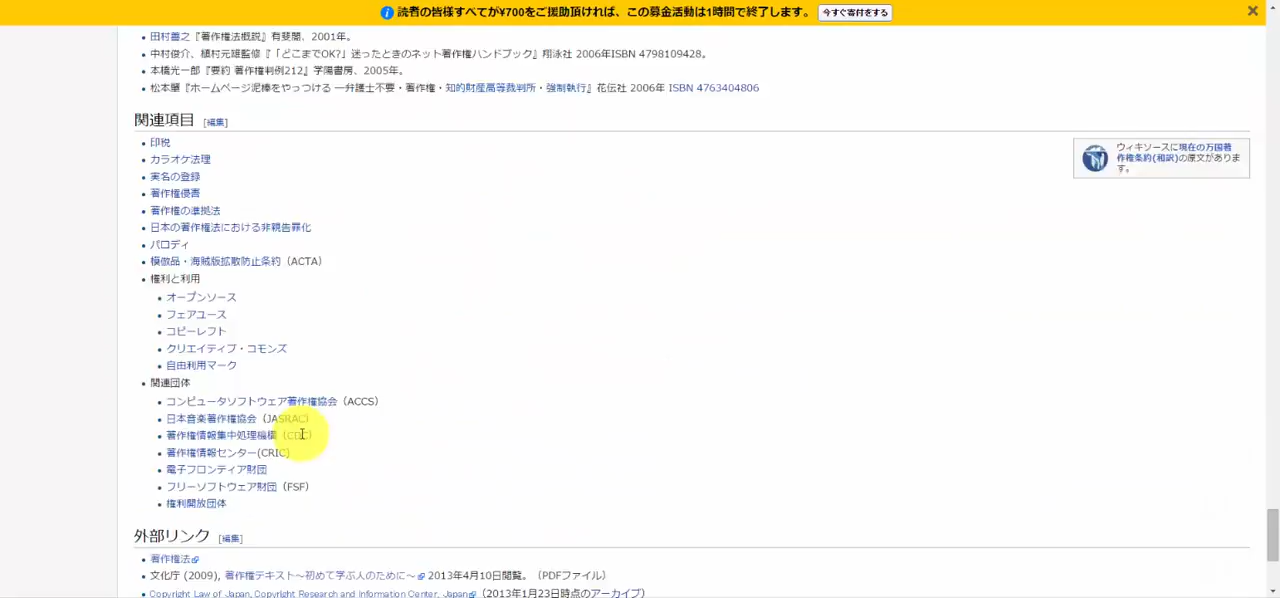 読者の皆様すべてが¥700をご援助頂ければ、この募金活動は1時間で終了します。 今すぐ寄付をする
田村善之『著作権法概説』有斐閣、2001年。
中村俊介、植村元雄監修『「どこまでOK?」迷ったときのネット著作権ハンドブック』翔泳社 2006年ISBN 4798109428。
本橋光一郎『要約 著作権判例212』学陽書房、2005年。
松本肇『ホームページ泥棒をやっつける ―弁護士不要・著作権・知的財産高等裁判所・強制執行』花伝社 2006年 ISBN 4763404806
関連項目 [編集]
印税
カラオケ法理
実名の登録
著作権侵害
著作権の準拠法
日本の著作権法における非親告罪化
パロディ
模倣品・海賊版拡散防止条約（ACTA）
権利と利用
オープンソース
フェアユース
コピーレフト
クリエイティブ・コモンズ
自由利用マーク
関連団体
コンピュータソフトウェア著作権協会（ACCS）
日本音楽著作権協会（JASRAC）
著作権情報集中処理機構（CDC）
著作権情報センター(CRIC)
電子フロンティア財団
フリーソフトウェア財団（FSF）
権利開放団体
ウィキソースに現在の万国著
作権条約(和訳)の原文がありま
す。
外部リンク [編集]
著作権法
文化庁 (2009), 著作権テキスト～初めて学ぶ人のために～ 2013年4月10日閲覧。（PDFファイル）
Copyright Law of Japan, Copyright Research and Information Center, Japan（2013年1月23日時点のアーカイブ）